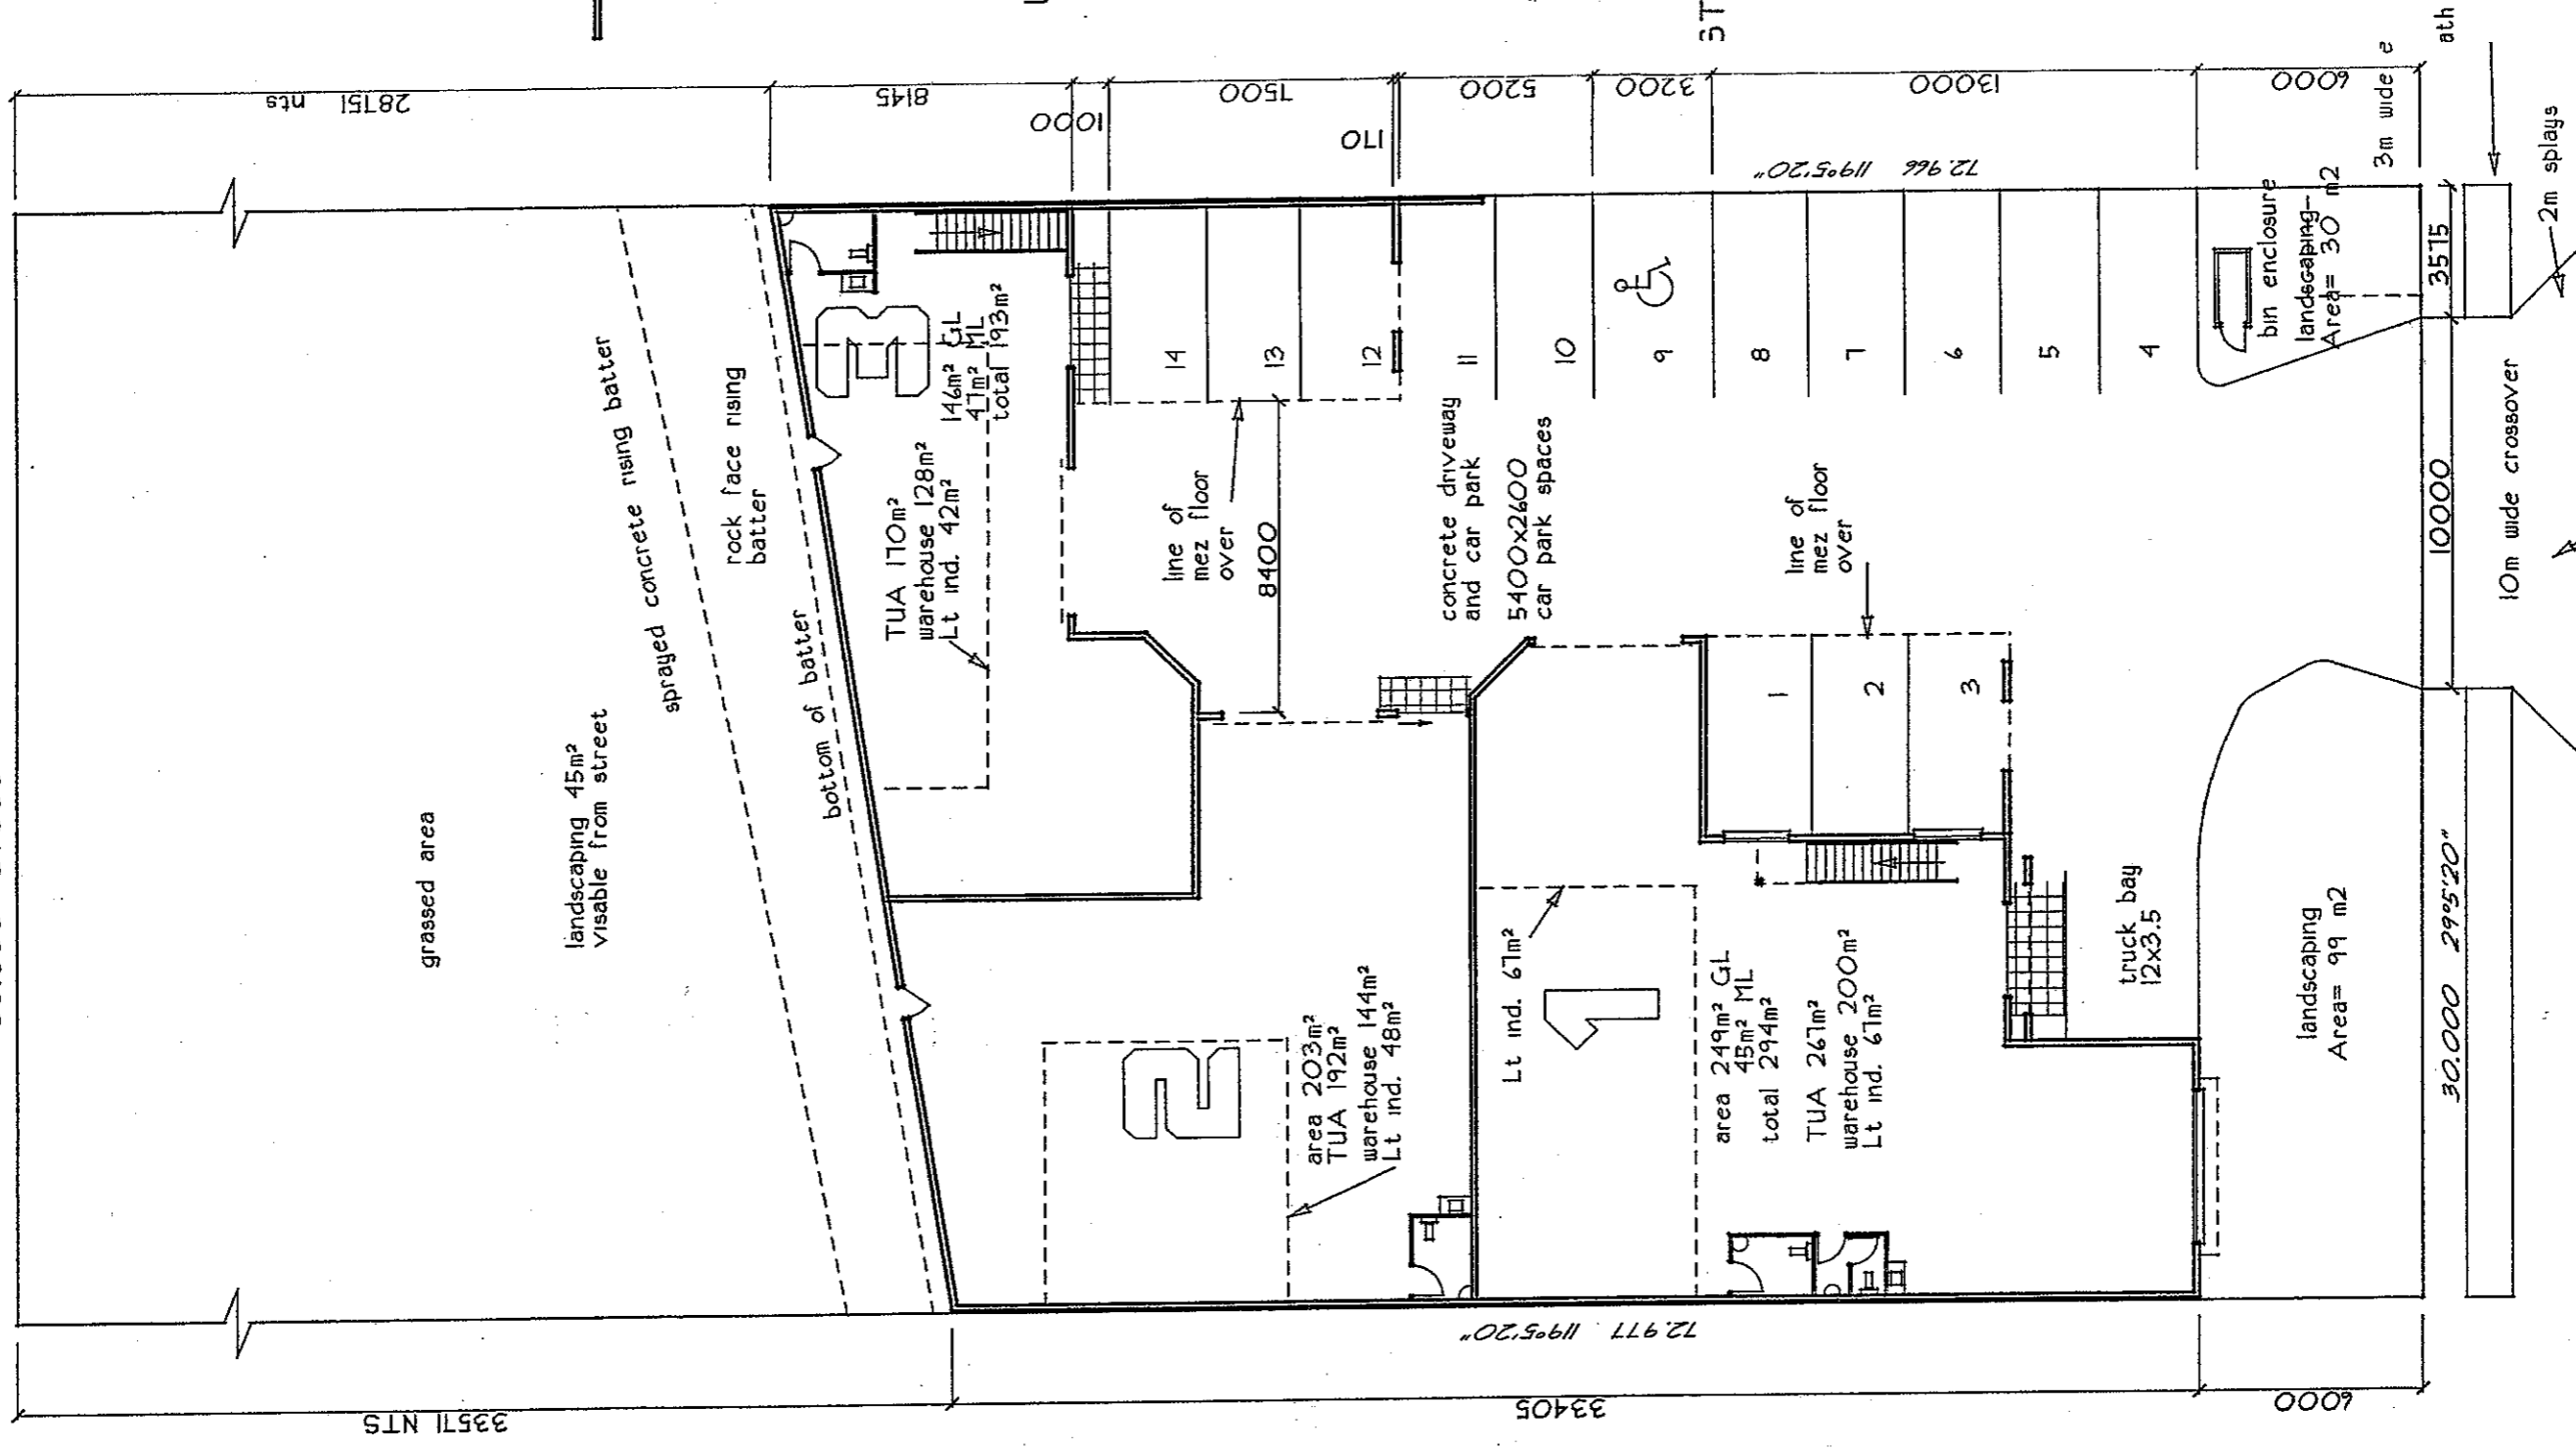 28751 nts
8145
1000
7500
170
5200
3200
13000
6000
72.966 119°5'20"
3m wide e
ath
2m splays
sprayed concrete rising batter
rock face rising
batter
bottom of batter
grassed area
landscaping 45m²
visable from street
3
146m² GL
47m² ML
total 193m²
TUA 170m²
warehouse 128m²
Lt ind. 42m²
line of
mez floor
over
8400
14
13
12
11
10
9
8
7
6
5
4
concrete driveway
and car park
5400x2600
car park spaces
line of
mez floor
over
1
2
3
bin enclosure
landscaping
Area= 30 m2
3575
10000
10m wide crossover
2
area 203m²
TUA 192m²
warehouse 144m²
Lt ind. 48m²
Lt ind. 67m²
1
area 249m² GL
45m² ML
total 294m²
TUA 267m²
warehouse 200m²
Lt ind. 67m²
truck bay
12x3.5
landscaping
Area= 99 m2
30.000 29°5'20"
72.977 119°5'20"
33571 NTS
33405
6000